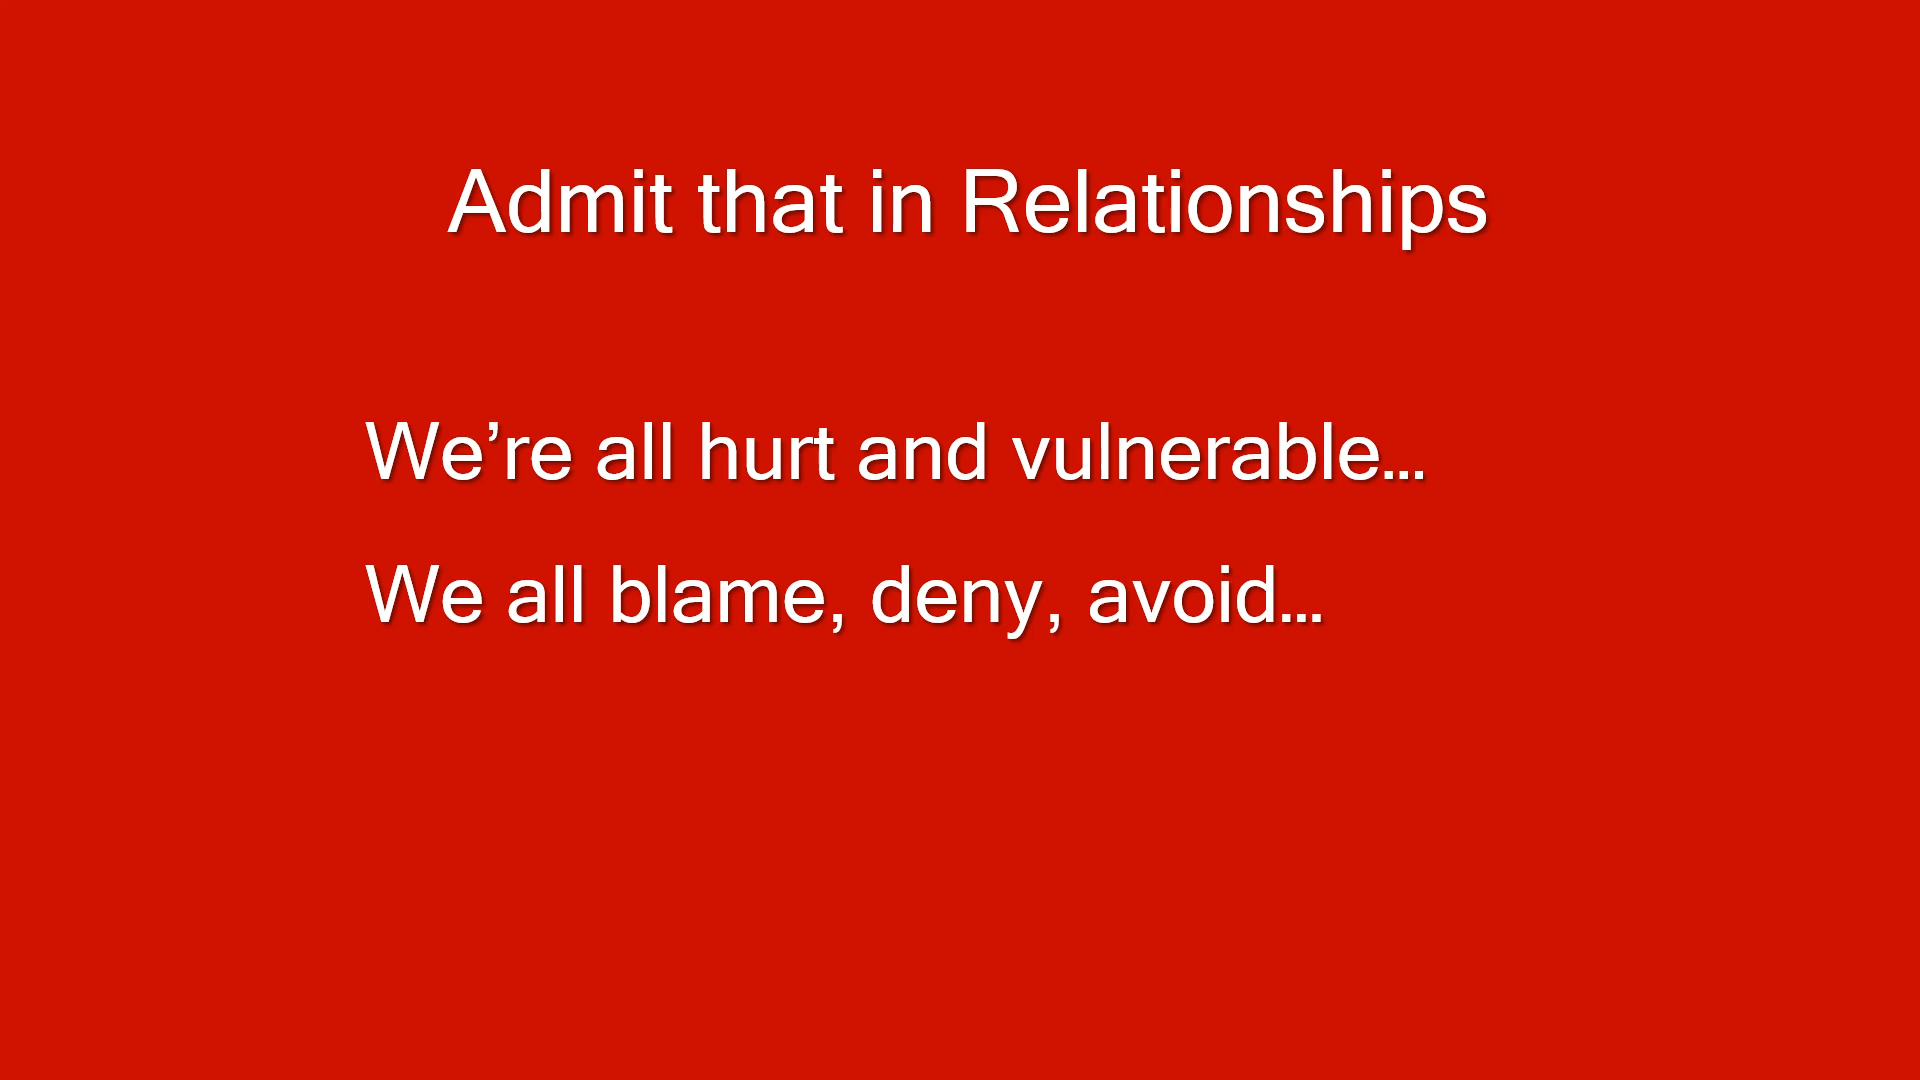 Admit that in Relationships
We’re all hurt and vulnerable…
We all blame, deny, avoid…